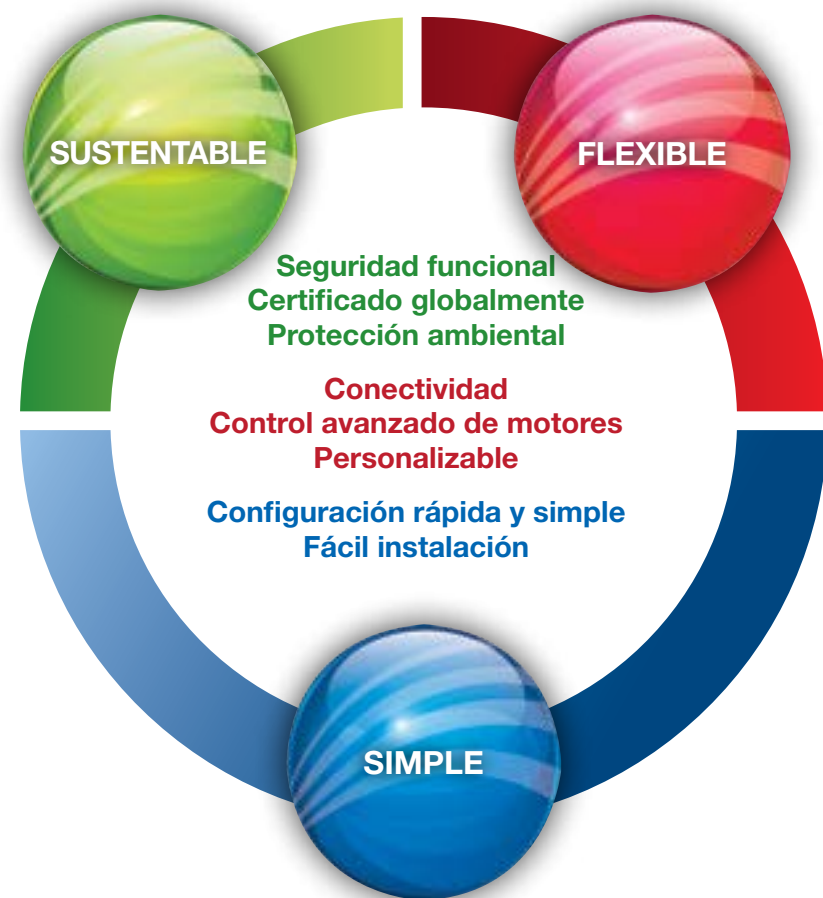 SUSTENTABLE
FLEXIBLE
Seguridad funcional
Certificado globalmente
Protección ambiental
Conectividad
Control avanzado de motores
Personalizable
Configuración rápida y simple
Fácil instalación
SIMPLE